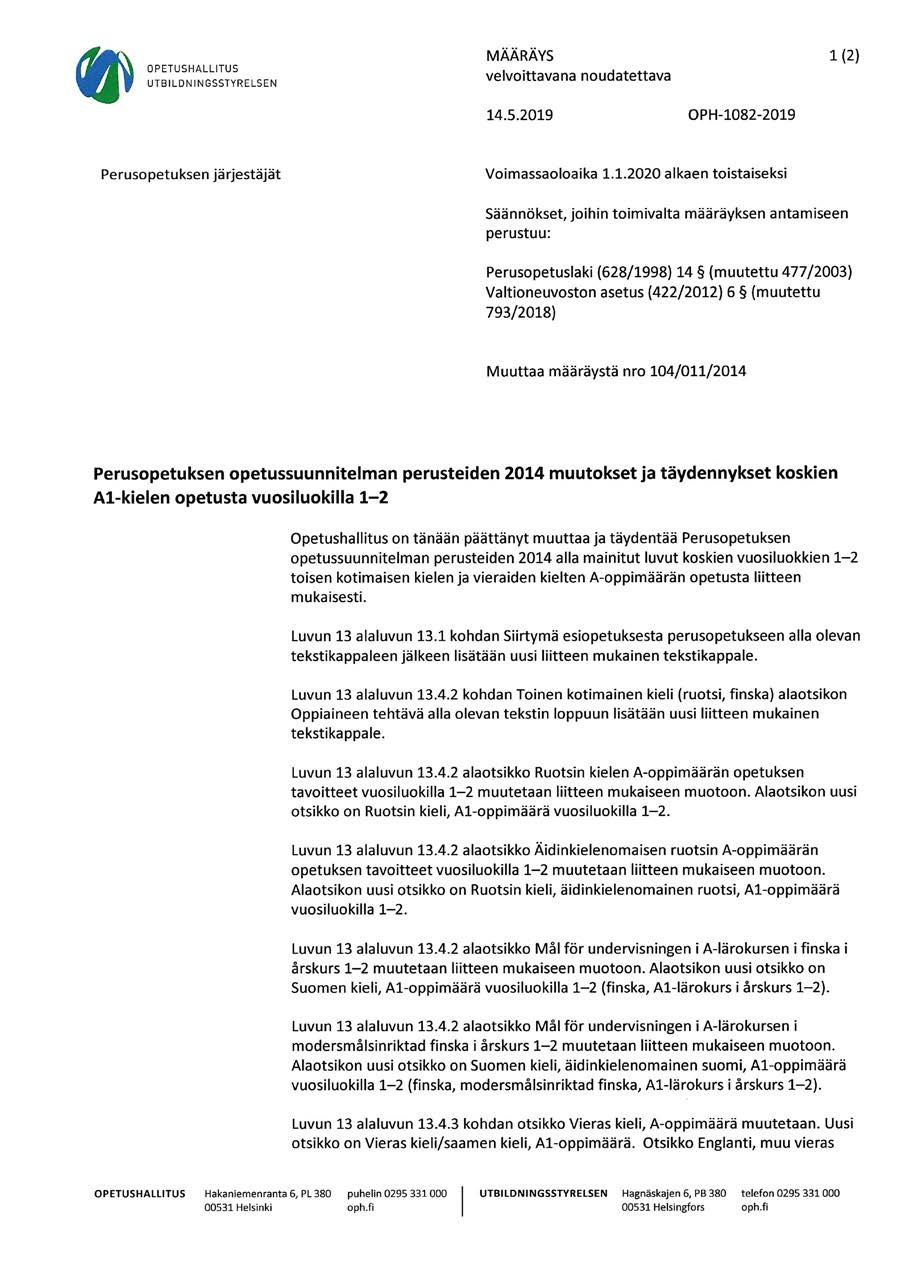 OPETUSHALLITUS
UTBILDNINGSSTYRELSEN
MÄÄRÄYS
velvoittavana noudatettava
1 (2)
14.5.2019 OPH-1082-2019
Perusopetuksen järjestäjät
Voimassaoloaika 1.1.2020 alkaen toistaiseksi
Säännökset, joihin toimivalta määräyksen antamiseen
perustuu:
Perusopetuslaki (628/1998) 14 § (muutettu 477/2003)
Valtioneuvoston asetus (422/2012) 6 § (muutettu
793/2018)
Muuttaa määräystä nro 104/011/2014
Perusopetuksen opetussuunnitelman perusteiden 2014 muutokset ja täydennykset koskien
A1-kielen opetusta vuosiluokilla 1–2
Opetushallitus on tänään päättänyt muuttaa ja täydentää Perusopetuksen
opetussuunnitelman perusteiden 2014 alla mainitut luvut koskien vuosiluokkien 1–2
toisen kotimaisen kielen ja vieraiden kielten A-oppimäärän opetusta liitteen
mukaisesti.
Luvun 13 alaluvun 13.1 kohdan Siirtymä esiopetuksesta perusopetukseen alla olevan
tekstikappaleen jälkeen lisätään uusi liitteen mukainen tekstikappale.
Luvun 13 alaluvun 13.4.2 kohdan Toinen kotimainen kieli (ruotsi, finska) alaotsikon
Oppiaineen tehtävä alla olevan tekstin loppuun lisätään uusi liitteen mukainen
tekstikappale.
Luvun 13 alaluvun 13.4.2 alaotsikko Ruotsin kielen A-oppimäärän opetuksen
tavoitteet vuosiluokilla 1–2 muutetaan liitteen mukaiseen muotoon. Alaotsikon uusi
otsikko on Ruotsin kieli, A1-oppimäärä vuosiluokilla 1–2.
Luvun 13 alaluvun 13.4.2 alaotsikko Äidinkielenomaisen ruotsin A-oppimäärän
opetuksen tavoitteet vuosiluokilla 1–2 muutetaan liitteen mukaiseen muotoon.
Alaotsikon uusi otsikko on Ruotsin kieli, äidinkielenomainen ruotsi, A1-oppimäärä
vuosiluokilla 1–2.
Luvun 13 alaluvun 13.4.2 alaotsikko Mål för undervisningen i A-lärokursen i finska i
årskurs 1–2 muutetaan liitteen mukaiseen muotoon. Alaotsikon uusi otsikko on
Suomen kieli, A1-oppimäärä vuosiluokilla 1–2 (finska, A1-lärokurs i årskurs 1–2).
Luvun 13 alaluvun 13.4.2 alaotsikko Mål för undervisningen i A-lärokursen i
modersmålsinriktad finska i årskurs 1–2 muutetaan liitteen mukaiseen muotoon.
Alaotsikon uusi otsikko on Suomen kieli, äidinkielenomainen suomi, A1-oppimäärä
vuosiluokilla 1–2 (finska, modersmålsinriktad finska, A1-lärokurs i årskurs 1–2).
Luvun 13 alaluvun 13.4.3 kohdan otsikko Vieras kieli, A-oppimäärä muutetaan. Uusi
otsikko on Vieras kieli/saamen kieli, A1-oppimäärä. Otsikko Englanti, muu vieras
OPETUSHALLITUS Hakaniemenranta 6, PL 380 puhelin 0295 331 000
00531 Helsinki oph.fi
UTBILDNINGSSTYRELSEN Hagnäskajen 6, PB 380 telefon 0295 331 000
00531 Helsingfors oph.fi